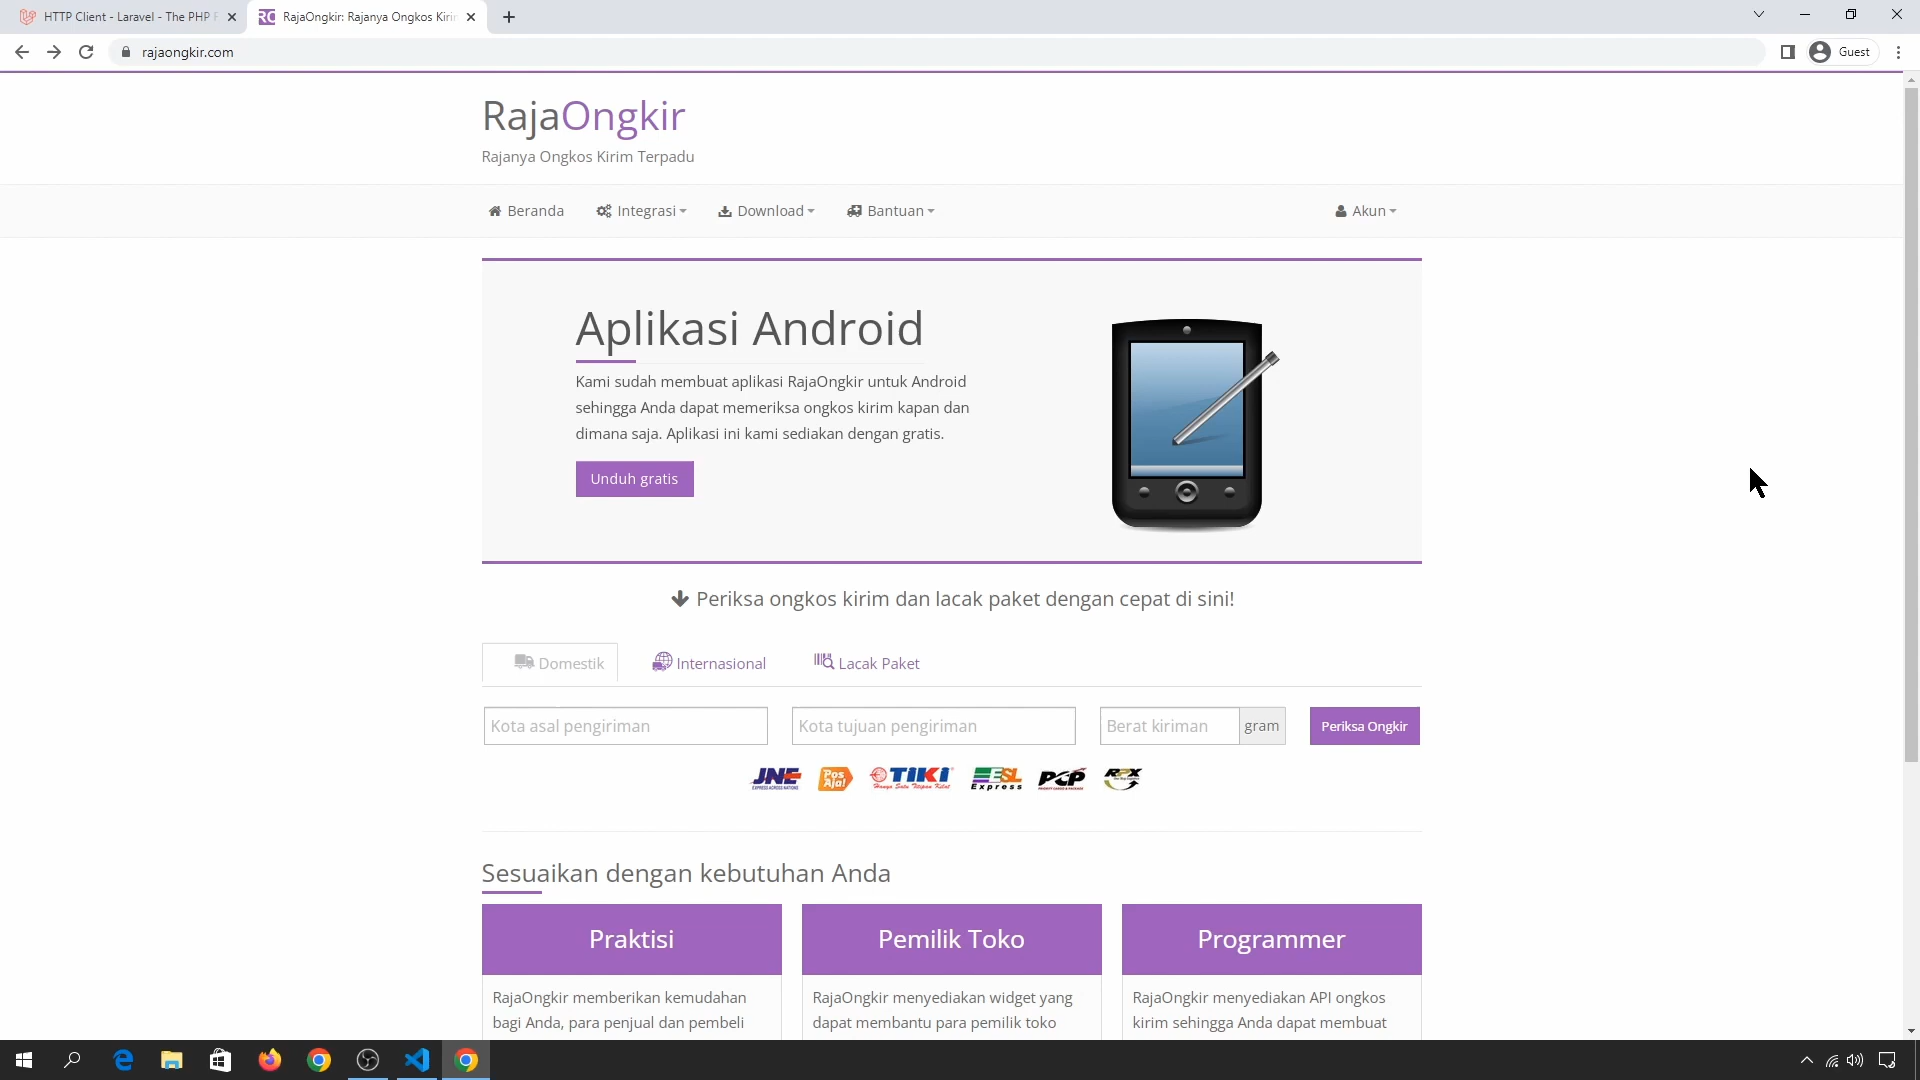 HTTP Client - Laravel - The PHP F
RajaOngkir: Rajanya Ongkos Kirim
rajaongkir.com
Guest
RajaOngkir
Rajanya Ongkos Kirim Terpadu
Beranda
Integrasi
Download
Bantuan
Akun
Aplikasi Android
Kami sudah membuat aplikasi RajaOngkir untuk Android
sehingga Anda dapat memeriksa ongkos kirim kapan dan
dimana saja. Aplikasi ini kami sediakan dengan gratis.
Unduh gratis
Periksa ongkos kirim dan lacak paket dengan cepat di sini!
Domestik
Internasional
Lacak Paket
Kota asal pengiriman
Kota tujuan pengiriman
Berat kiriman
gram
Periksa Ongkir
JNE
EXPRESS ACROSS NATIONS
Pos
Aja!
TIKI
Hanya Satu Titipan Kilat
ESL
Express
PCP
RPX
Sesuaikan dengan kebutuhan Anda
Praktisi
Pemilik Toko
Programmer
RajaOngkir memberikan kemudahan
bagi Anda, para penjual dan pembeli
RajaOngkir menyediakan widget yang
dapat membantu para pemilik toko
RajaOngkir menyediakan API ongkos
kirim sehingga Anda dapat membuat